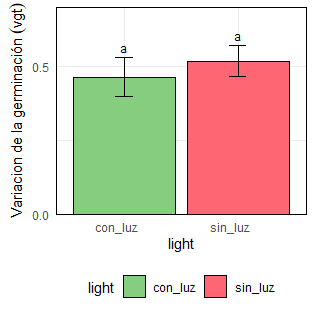 Variacion de la germinación (vgt)
0.5
0.0
a
a
con_luz
sin_luz
light
light
con_luz
sin_luz